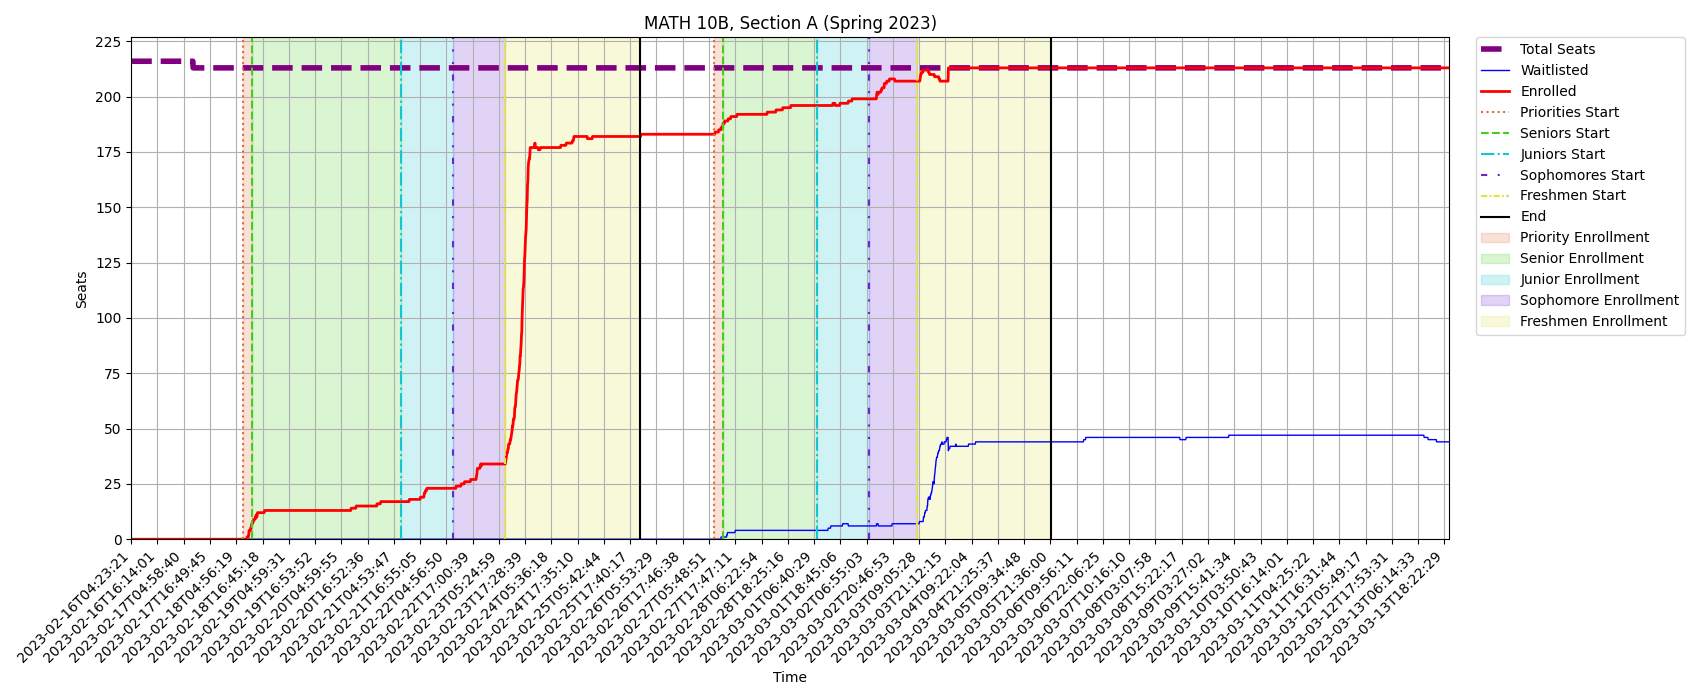 MATH 10B, Section A (Spring 2023)
225
200
175
150
125
100
75
50
25
0
Seats
2023-02-16T04:23:21
2023-02-16T16:14:01
2023-02-17T04:58:40
2023-02-17T16:49:45
2023-02-18T04:56:19
2023-02-18T16:45:18
2023-02-19T04:59:31
2023-02-19T16:53:52
2023-02-20T04:59:55
2023-02-20T16:52:36
2023-02-21T04:53:47
2023-02-21T16:55:05
2023-02-22T04:56:50
2023-02-22T17:00:39
2023-02-23T05:24:59
2023-02-23T17:28:39
2023-02-24T05:36:18
2023-02-24T17:35:10
2023-02-25T05:42:44
2023-02-25T17:40:17
2023-02-26T05:53:29
2023-02-26T17:46:38
2023-02-27T05:48:51
2023-02-27T17:47:11
2023-02-28T06:22:54
2023-02-28T18:25:16
2023-03-01T06:40:29
2023-03-01T18:45:06
2023-03-02T06:55:03
2023-03-02T20:46:53
2023-03-03T09:05:28
2023-03-03T21:12:15
2023-03-04T09:22:04
2023-03-04T21:25:37
2023-03-05T09:34:48
2023-03-05T21:36:00
2023-03-06T09:56:11
2023-03-06T22:06:25
2023-03-07T10:16:10
2023-03-08T03:07:58
2023-03-08T15:22:17
2023-03-09T03:27:02
2023-03-09T15:41:34
2023-03-10T03:50:43
2023-03-10T16:14:01
2023-03-11T04:25:22
2023-03-11T16:31:44
2023-03-12T05:49:17
2023-03-12T17:53:31
2023-03-13T06:14:33
2023-03-13T18:22:29
Time
Total Seats
Waitlisted
Enrolled
Priorities Start
Seniors Start
Juniors Start
Sophomores Start
Freshmen Start
End
Priority Enrollment
Senior Enrollment
Junior Enrollment
Sophomore Enrollment
Freshmen Enrollment